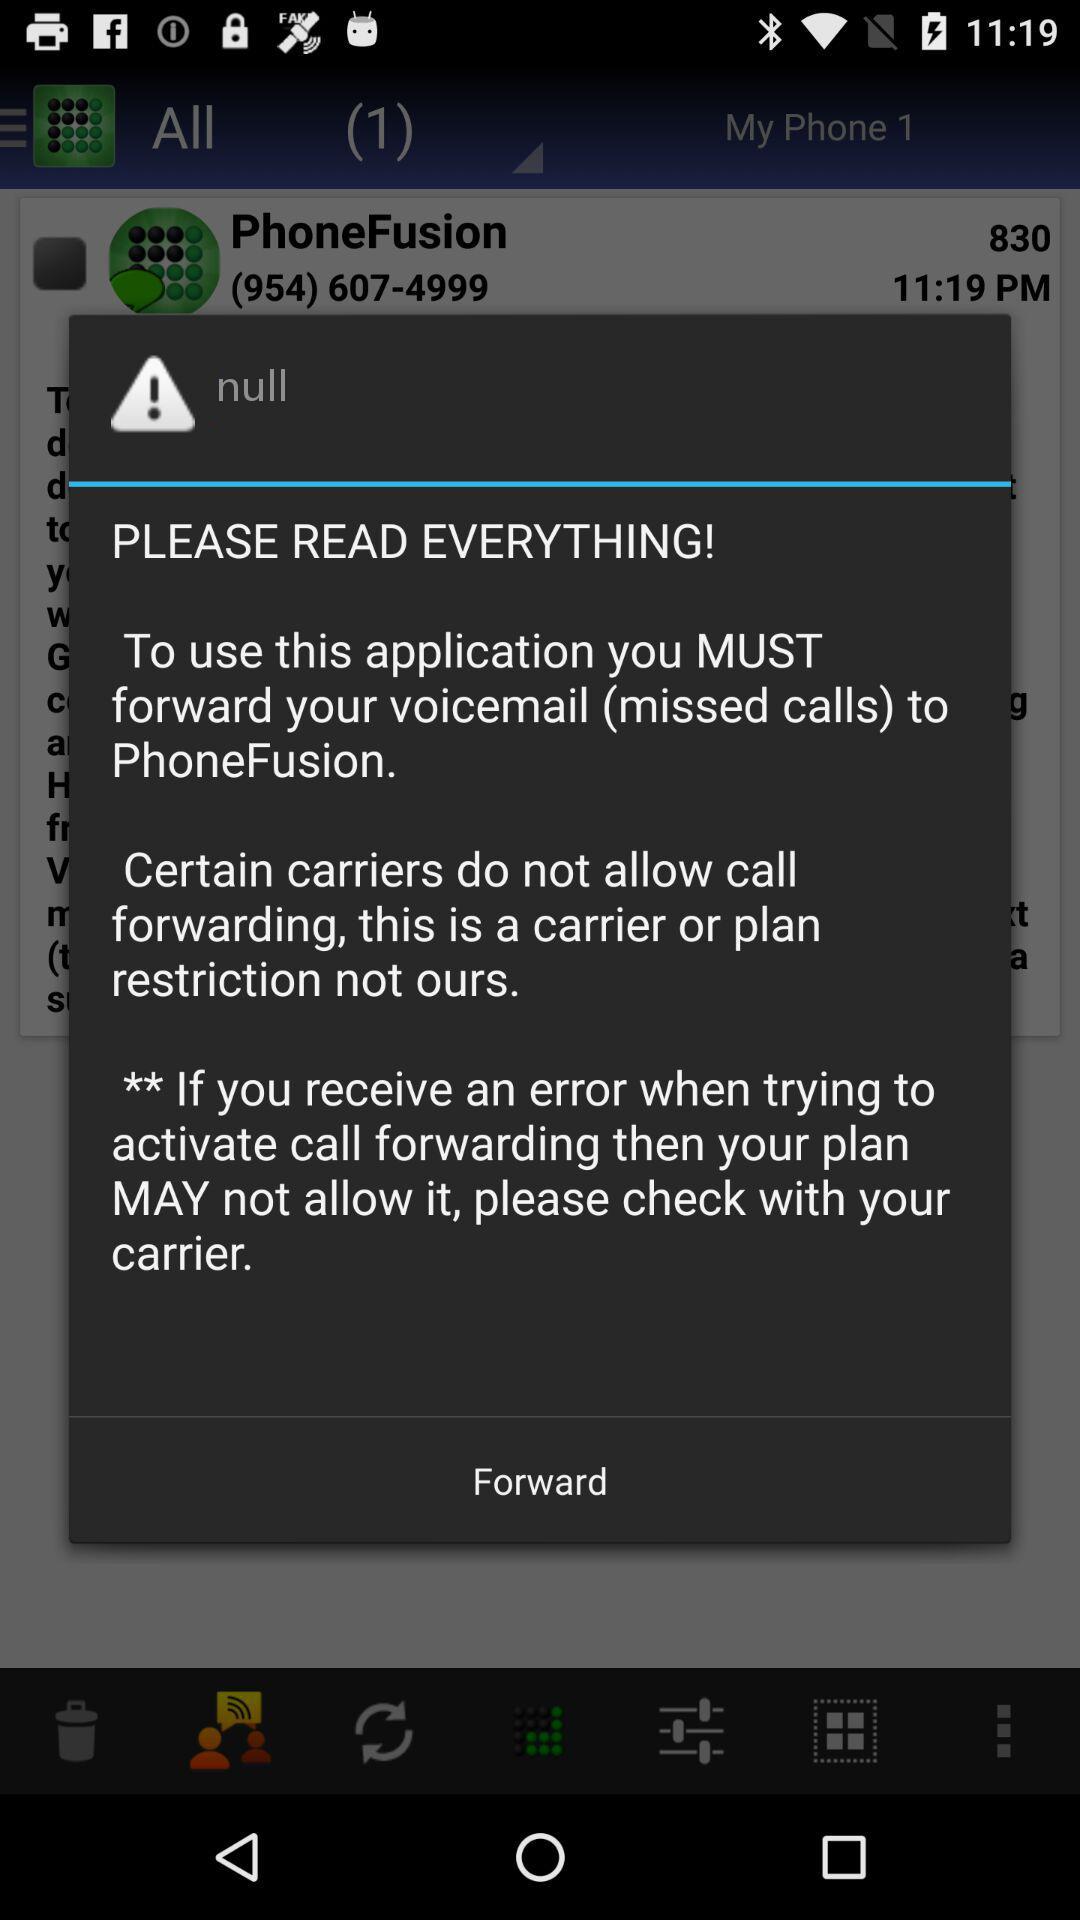 FAKE
11:19
All (1) My Phone 1
PhoneFusion 830
(954) 607-4999 11:19 PM
null
PLEASE READ EVERYTHING!
To use this application you MUST
forward your voicemail (missed calls) to
PhoneFusion.
Certain carriers do not allow call
forwarding, this is a carrier or plan
restriction not ours.
** If you receive an error when trying to
activate call forwarding then your plan
MAY not allow it, please check with your
carrier.
Forward